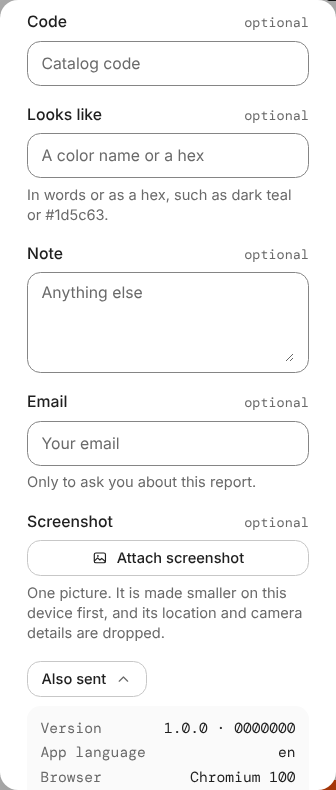 Code optional
Catalog code
Looks like optional
A color name or a hex
In words or as a hex, such as dark teal
or #1d5c63.
Note optional
Anything else
Email optional
Your email
Only to ask you about this report.
Screenshot optional
Attach screenshot
One picture. It is made smaller on this
device first, and its location and camera
details are dropped.
Also sent
Version 1.0.0 · 0000000
App language en
Browser Chromium 100